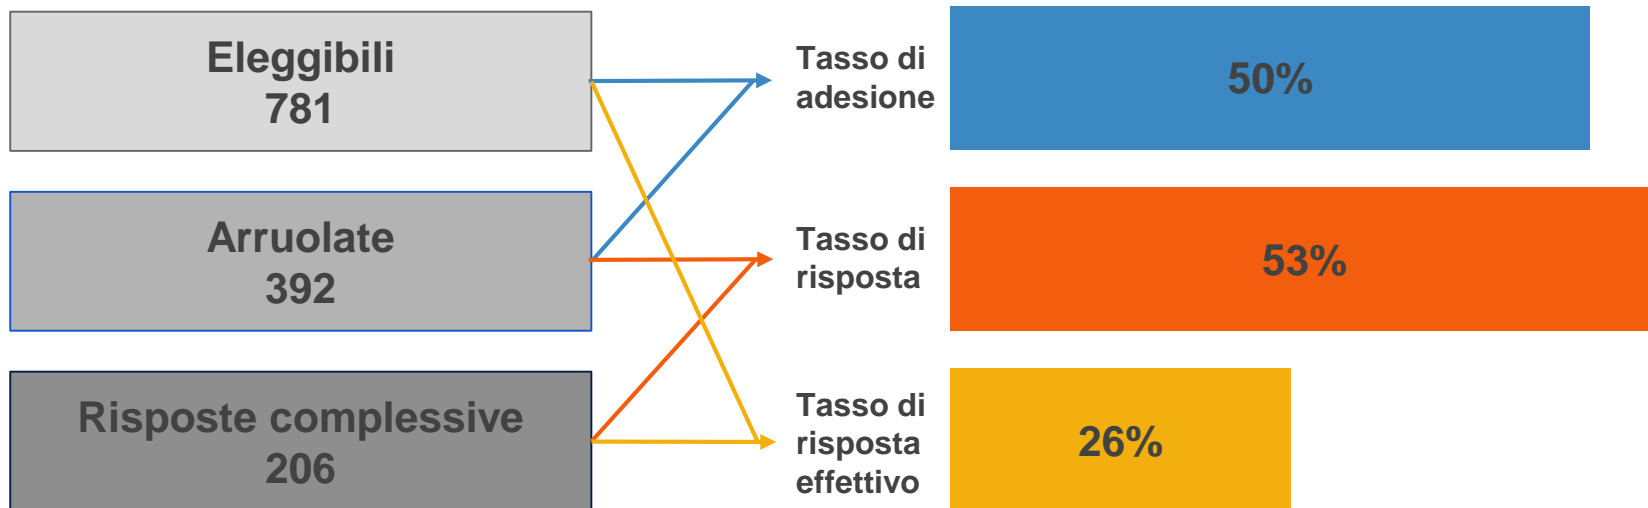 Eleggibili
781
Tasso di
adesione
50%
Arruolate
392
Tasso di
risposta
53%
Risposte complessive
206
Tasso di
risposta
effettivo
26%